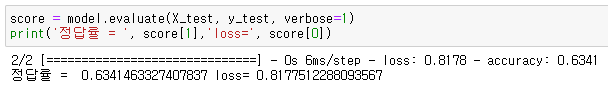 score = model.evaluate(X_test, y_test, verbose=1)
print('정답률 = ', score[1],'loss=', score[0])
2/2 [==============================] - 0s 6ms/step - loss: 0.8178 - accuracy: 0.6341
정답률 =  0.6341463327407837 loss= 0.8177512288093567